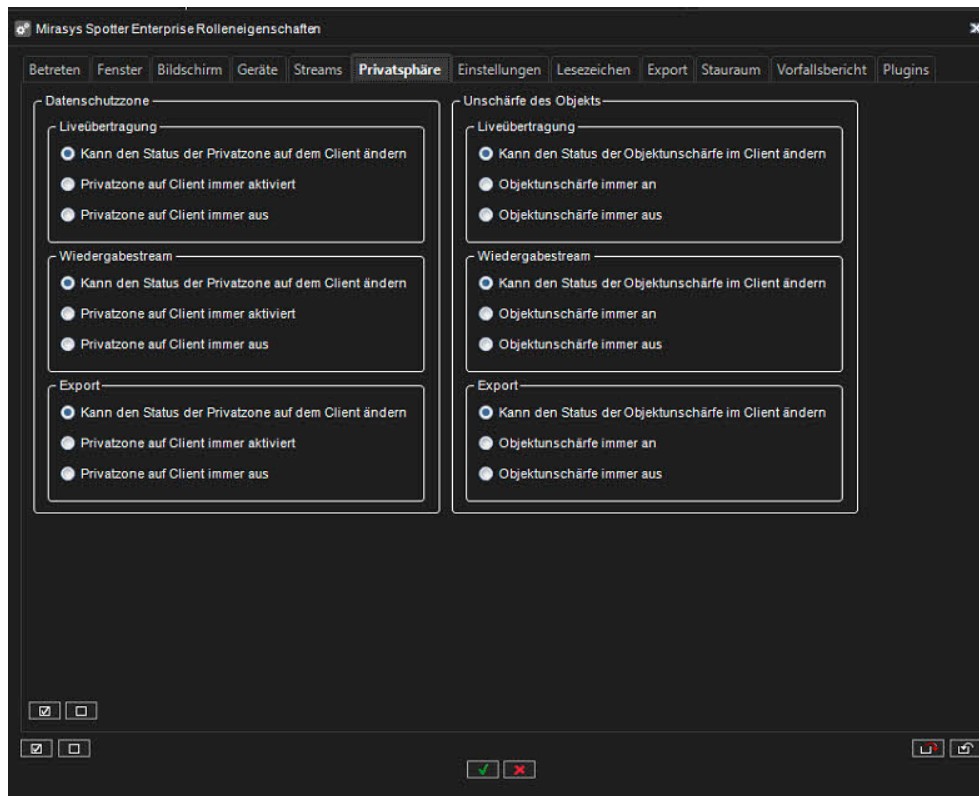 Mirasys Spotter Enterprise Rolleneigenschaften
Betreten Fenster Bildschirm Geräte Streams Privatsphäre Einstellungen Lesezeichen Export Stauraum Vorfallsbericht Plugins
Datenschutzzone
Liveübertragung
Kann den Status der Privatzone auf dem Client ändern
Privatzone auf Client immer aktiviert
Privatzone auf Client immer aus
Wiedergabestream
Kann den Status der Privatzone auf dem Client ändern
Privatzone auf Client immer aktiviert
Privatzone auf Client immer aus
Export
Kann den Status der Privatzone auf dem Client ändern
Privatzone auf Client immer aktiviert
Privatzone auf Client immer aus
Unschärfe des Objekts
Liveübertragung
Kann den Status der Objektunschärfe im Client ändern
Objektunschärfe immer an
Objektunschärfe immer aus
Wiedergabestream
Kann den Status der Objektunschärfe im Client ändern
Objektunschärfe immer an
Objektunschärfe immer aus
Export
Kann den Status der Objektunschärfe im Client ändern
Objektunschärfe immer an
Objektunschärfe immer aus